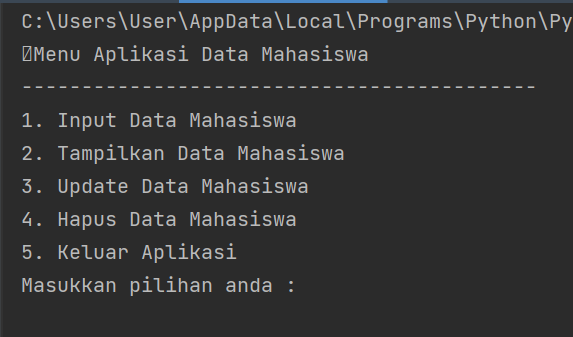 C:\Users\User\AppData\Local\Programs\Python\Py
Menu Aplikasi Data Mahasiswa
-------------------------------------------
1. Input Data Mahasiswa
2. Tampilkan Data Mahasiswa
3. Update Data Mahasiswa
4. Hapus Data Mahasiswa
5. Keluar Aplikasi
Masukkan pilihan anda :